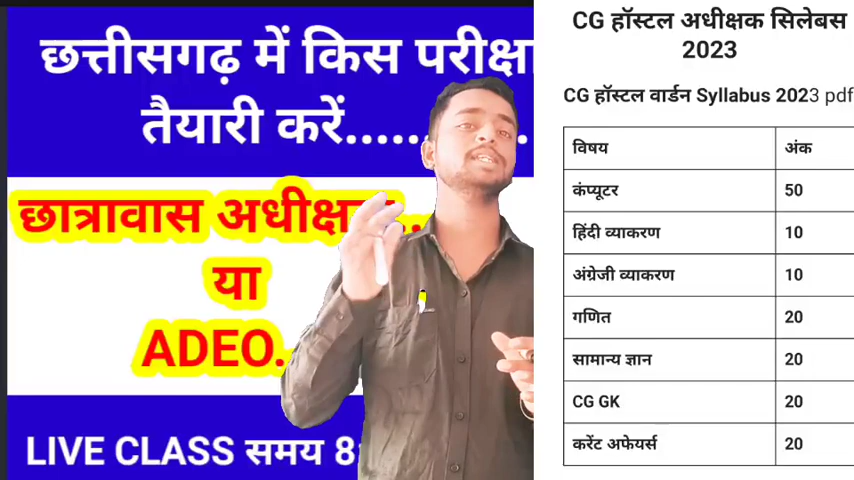 छत्तीसगढ़ में किस परीक्षा
तैयारी करें.......
छात्रावास अधीक्षक..
या
ADEO.
LIVE CLASS समय 8:
CG हॉस्टल अधीक्षक सिलेबस
2023
CG हॉस्टल वार्डन Syllabus 2023 pdf
विषय अंक
कंप्यूटर 50
हिंदी व्याकरण 10
अंग्रेजी व्याकरण 10
गणित 20
सामान्य ज्ञान 20
CG GK 20
करेंट अफेयर्स 20